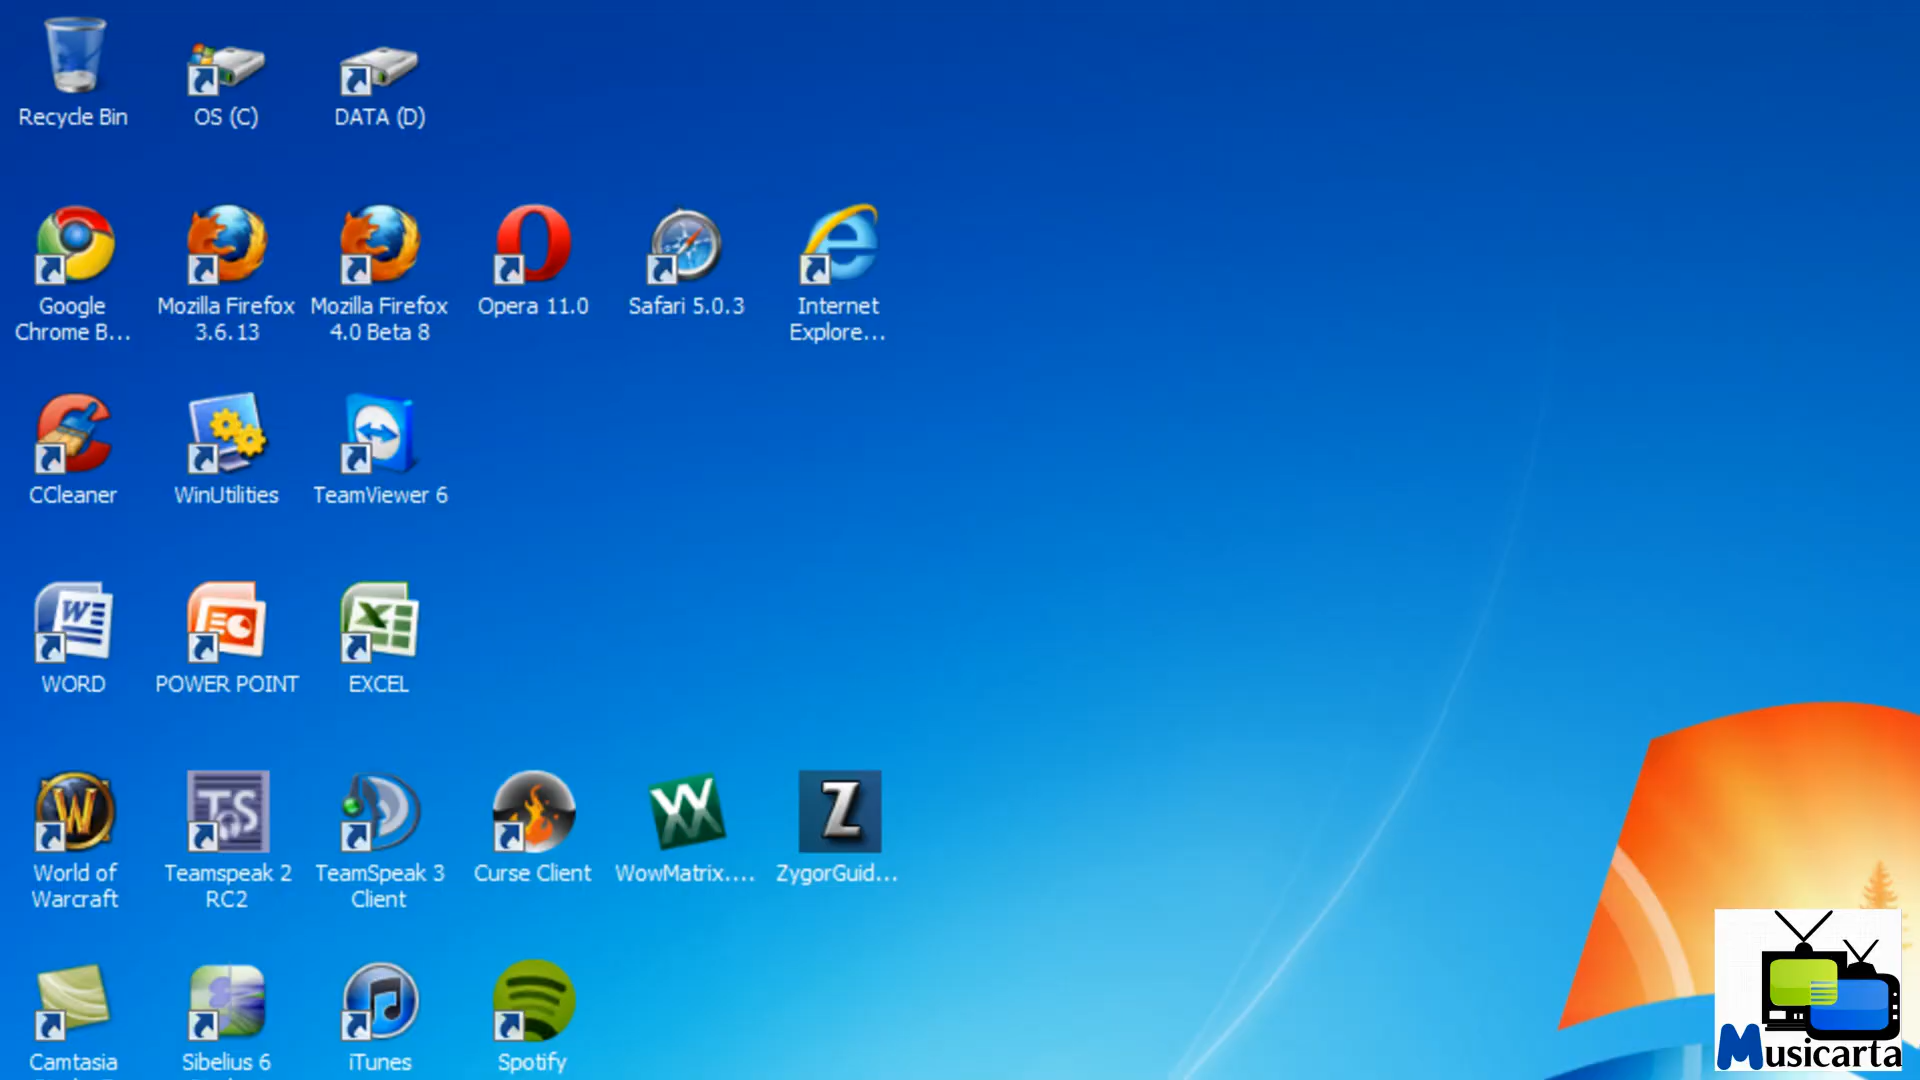 Recycle Bin
OS (C)
DATA (D)
Google
Chrome B...
Mozilla Firefox
3.6.13
Mozilla Firefox
4.0 Beta 8
Opera 11.0
Safari 5.0.3
Internet
Explore...
CCleaner
WinUtilities
TeamViewer 6
WORD
POWER POINT
EXCEL
World of
Warcraft
Teamspeak 2
RC2
TeamSpeak 3
Client
Curse Client
WowMatrix....
ZygorGuid...
Camtasia
Sibelius 6
iTunes
Spotify
Musicarta